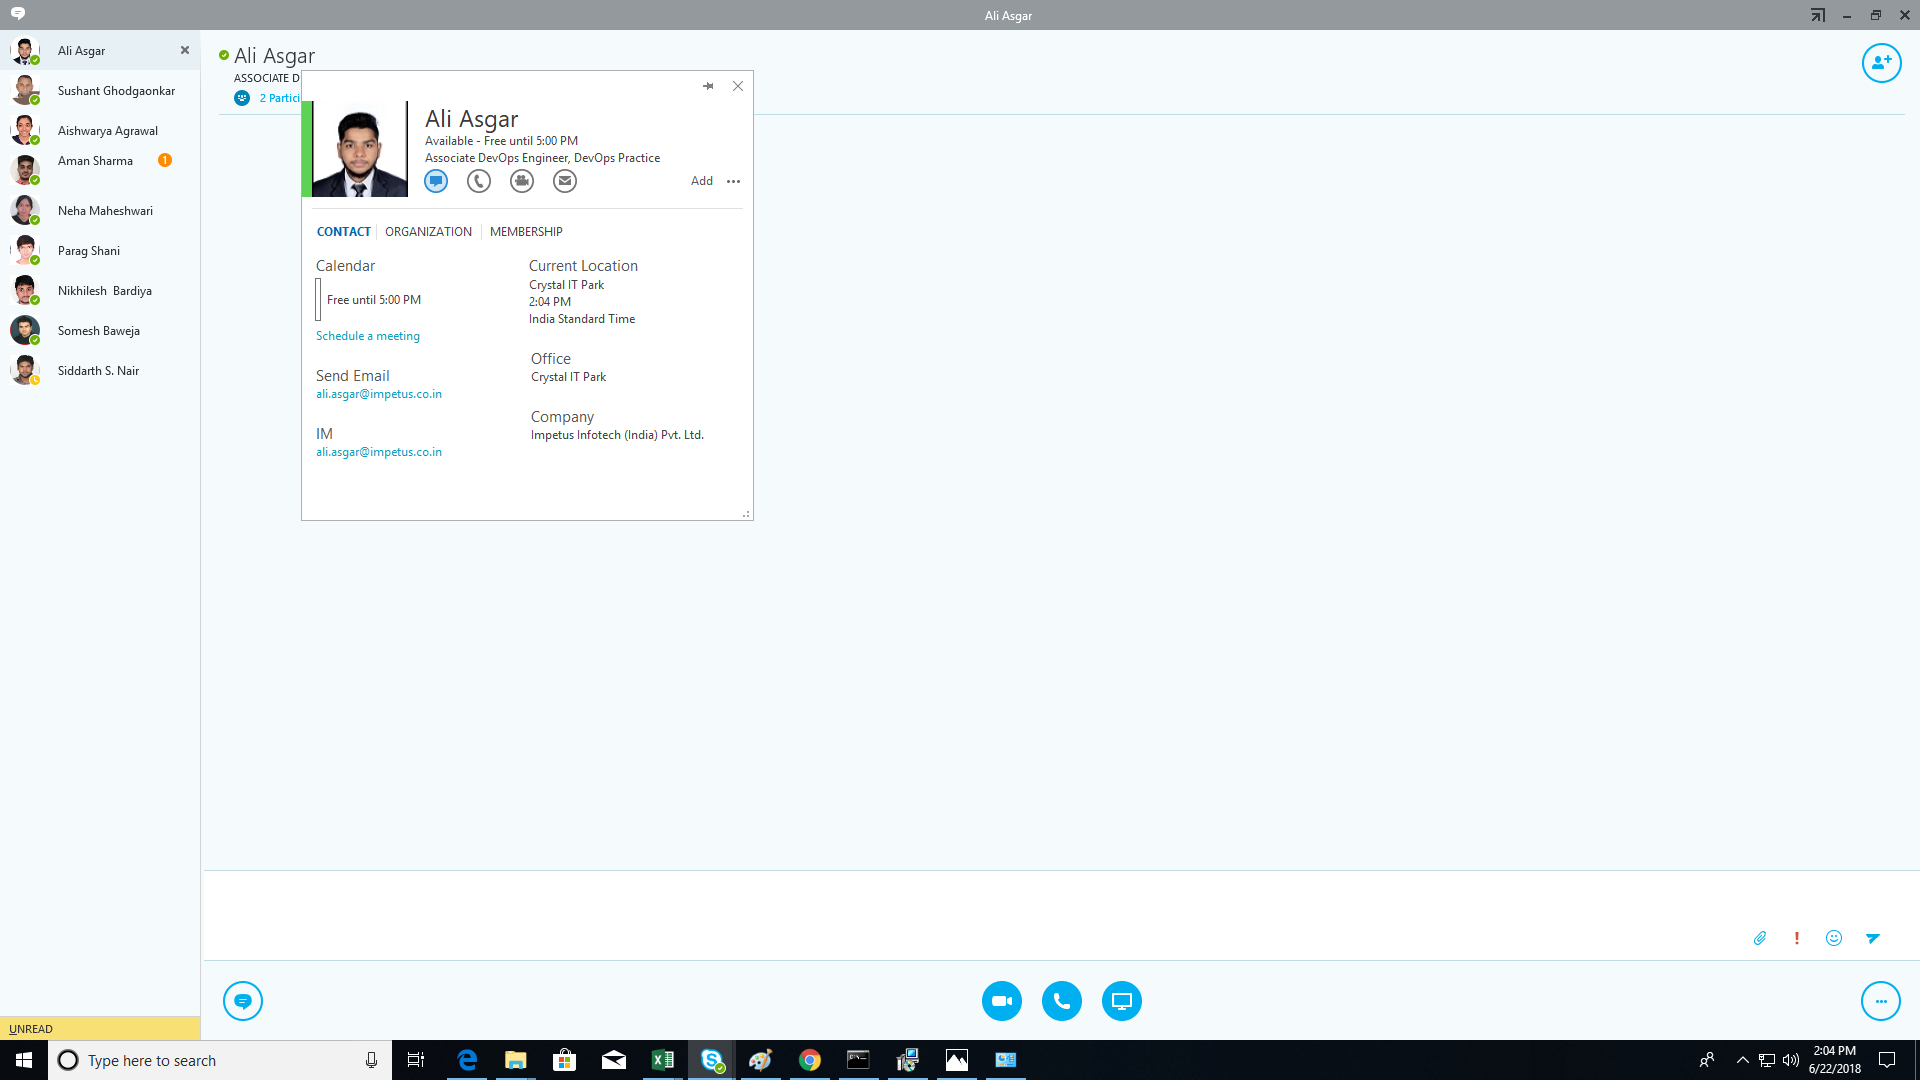 Ali Asgar
Ali Asgar
Sushant Ghodgaonkar
Aishwarya Agrawal
Aman Sharma 1
Neha Maheshwari
Parag Shani
Nikhilesh  Bardiya
Somesh Baweja
Siddarth S. Nair
UNREAD
Ali Asgar
ASSOCIATE D
2 Partici
Ali Asgar
Available - Free until 5:00 PM
Associate DevOps Engineer, DevOps Practice
Add
CONTACT ORGANIZATION MEMBERSHIP
Calendar
Free until 5:00 PM
Schedule a meeting
Send Email
ali.asgar@impetus.co.in
IM
ali.asgar@impetus.co.in
Current Location
Crystal IT Park
2:04 PM
India Standard Time
Office
Crystal IT Park
Company
Impetus Infotech (India) Pvt. Ltd.
Type here to search
2:04 PM
6/22/2018